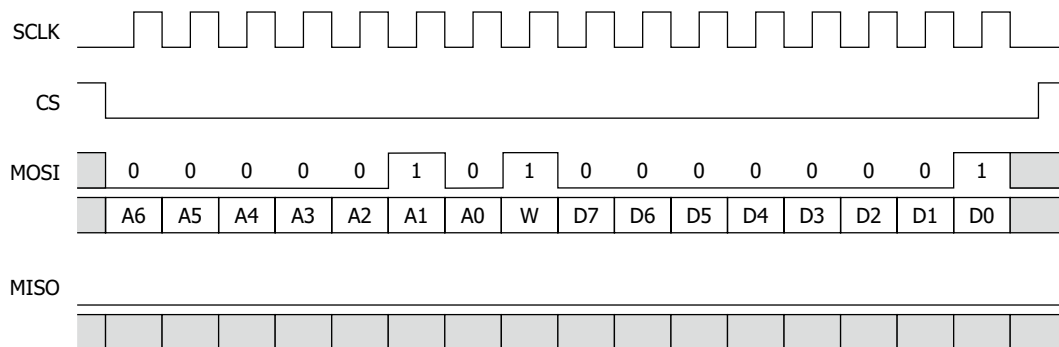 SCLK
CS
MOSI 0 0 0 0 0 1 0 1 0 0 0 0 0 0 0 1
A6 A5 A4 A3 A2 A1 A0 W D7 D6 D5 D4 D3 D2 D1 D0
MISO